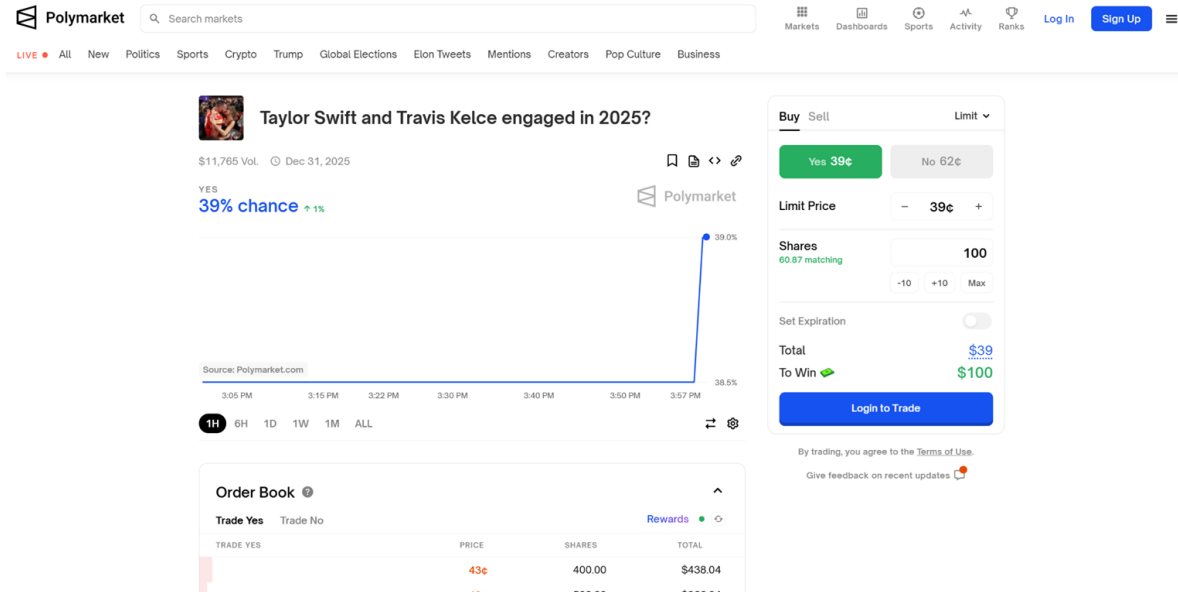 Polymarket
Search markets
Markets
Dashboards
Sports
Activity
Ranks
Log In
Sign Up
LIVE
All
New
Politics
Sports
Crypto
Trump
Global Elections
Elon Tweets
Mentions
Creators
Pop Culture
Business
Taylor Swift and Travis Kelce engaged in 2025?
$11,765 Vol.
Dec 31, 2025
YES
39% chance
↑ 1%
Polymarket
39.0%
Source: Polymarket.com
38.5%
3:05 PM
3:15 PM
3:22 PM
3:30 PM
3:40 PM
3:50 PM
3:57 PM
1H
6H
1D
1W
1M
ALL
Order Book ?
Trade Yes
Trade No
Rewards
TRADE YES
PRICE
SHARES
TOTAL
43¢
400.00
$438.04
Buy
Sell
Limit
Yes 39¢
No 62¢
Limit Price
−
39¢
+
Shares
60.87 matching
100
-10
+10
Max
Set Expiration
Total
$39
To Win
$100
Login to Trade
By trading, you agree to the Terms of Use.
Give feedback on recent updates